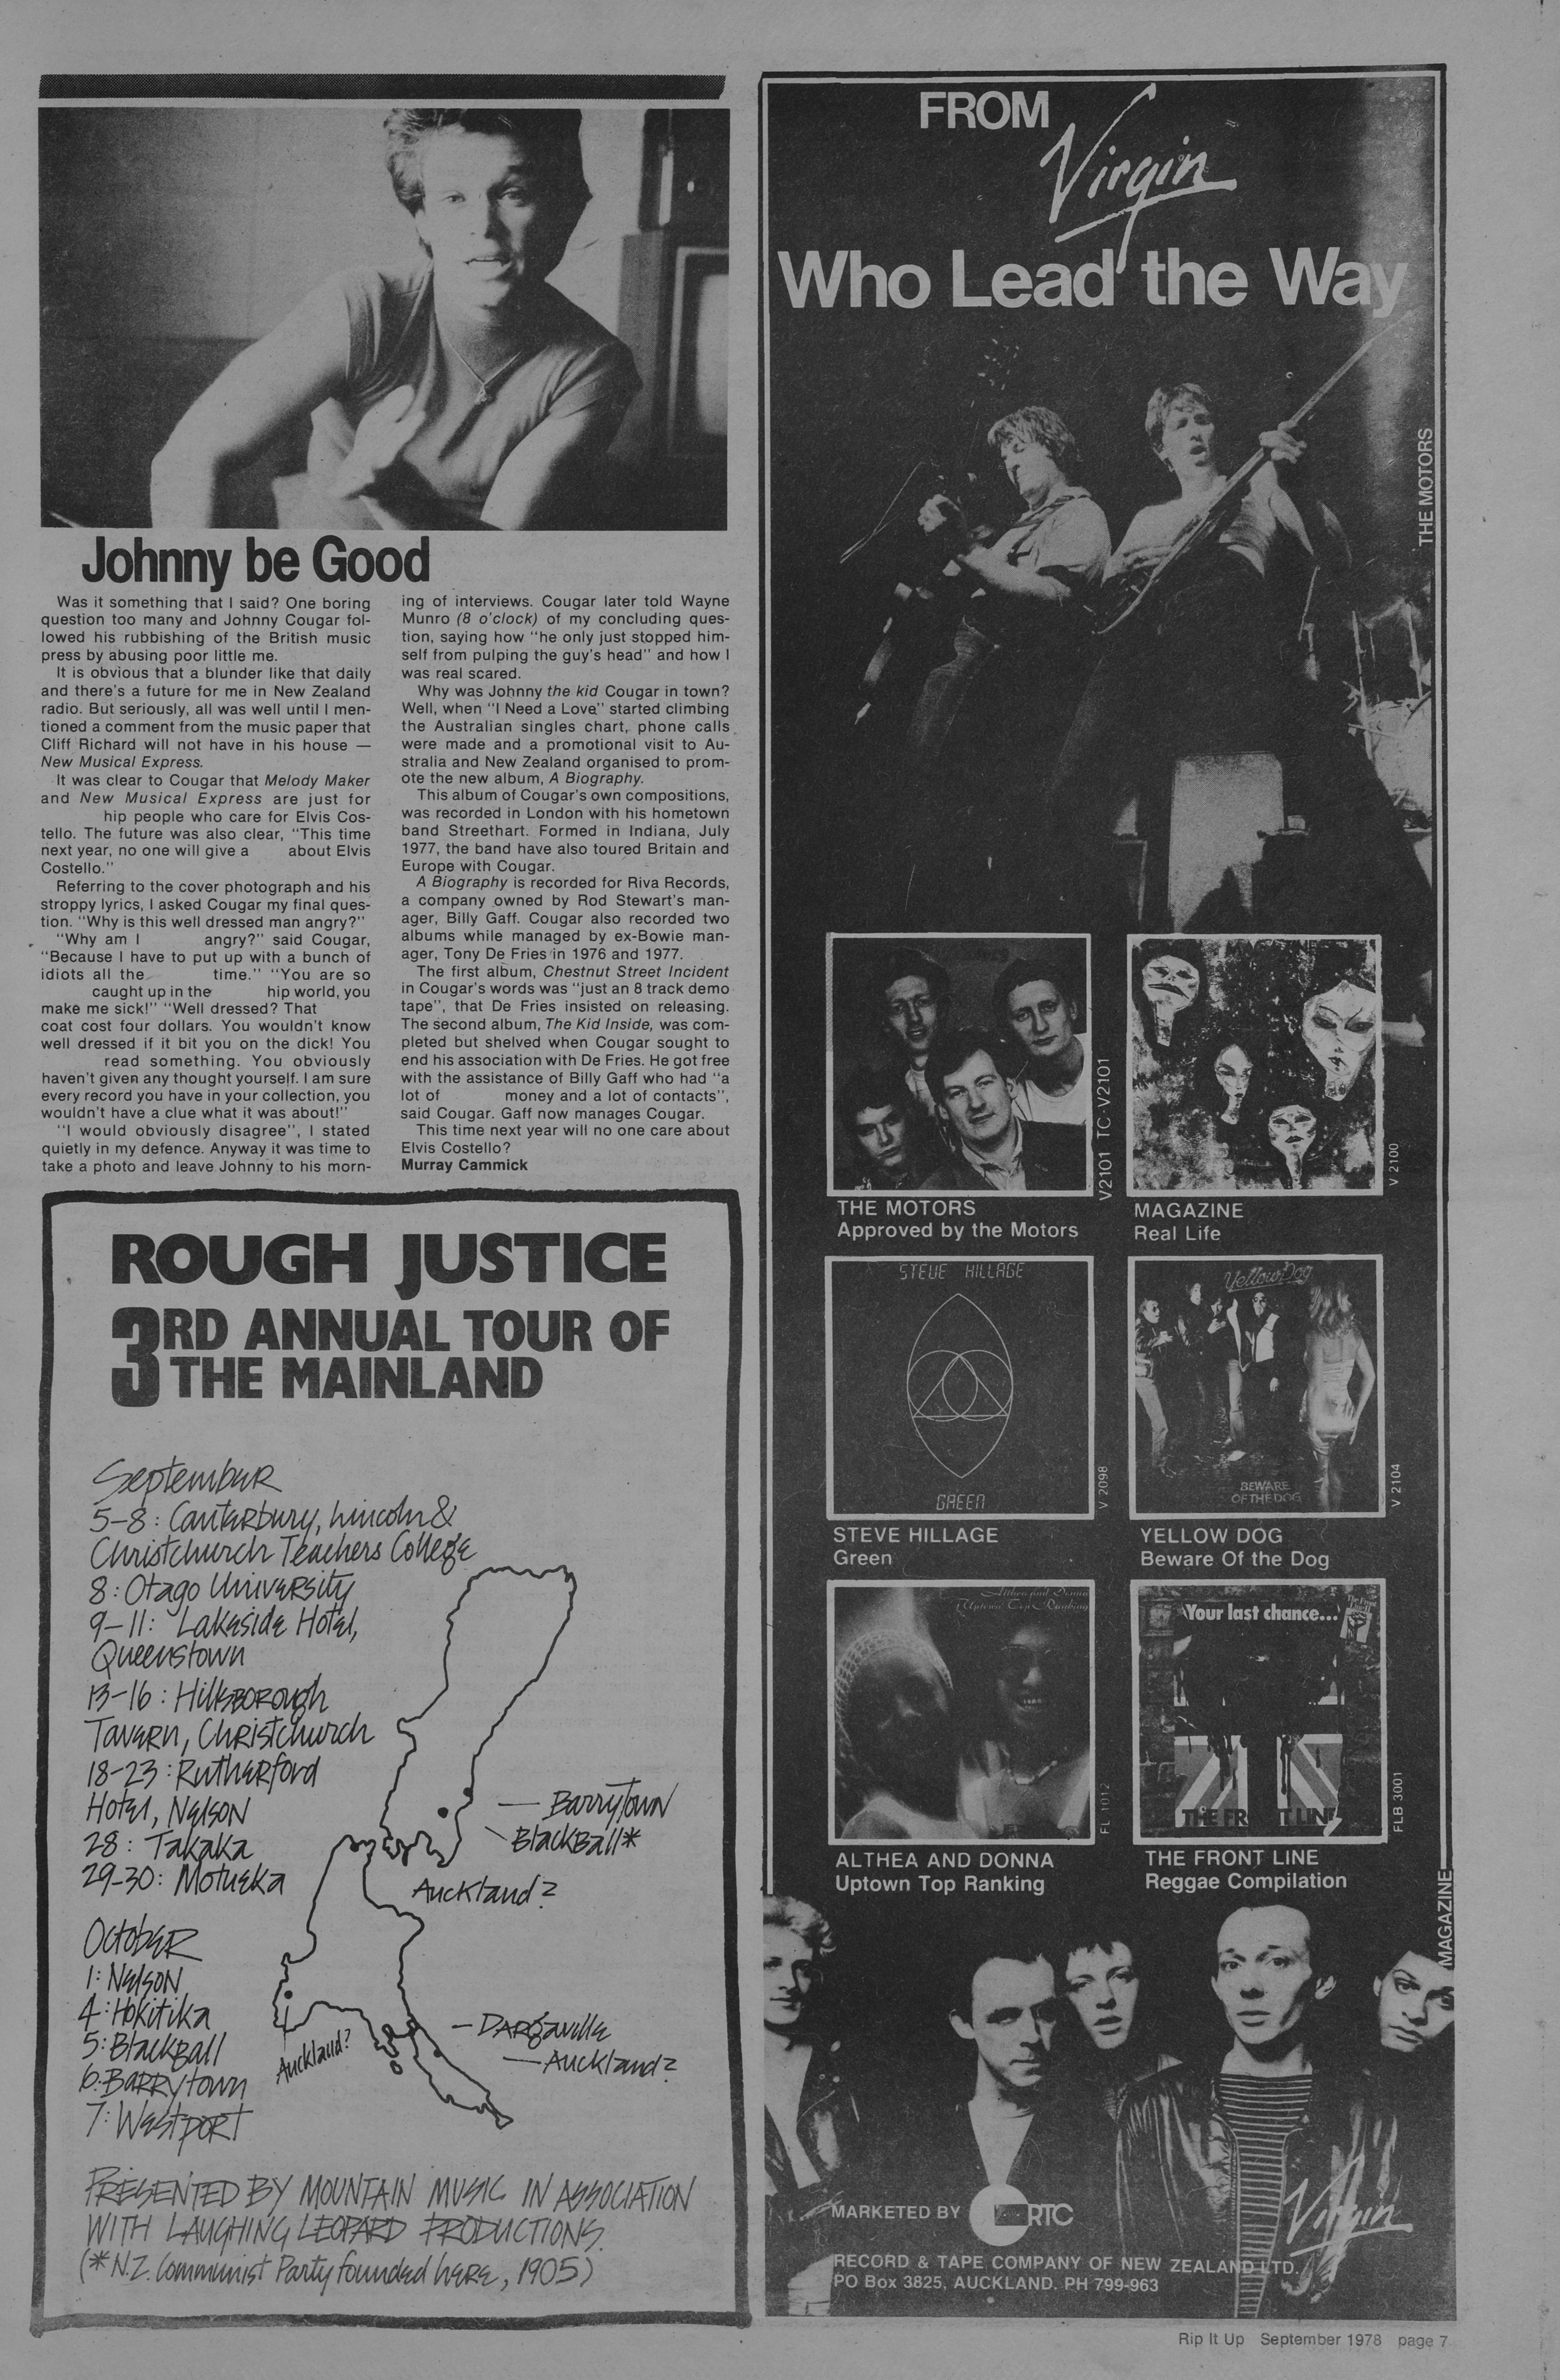 Johnny be Good
Was it something that I said? One boring
question too many and Johnny Cougar fol-
lowed his rubbishing of the British music
press by abusing poor little me.
It is obvious that a blunder like that daily
and there's a future for me in New Zealand
radio. But seriously, all was well until I men-
tioned a comment from the music paper that
Cliff Richard will not have in his house —
New Musical Express.
It was clear to Cougar that Melody Maker
and New Musical Express are just for
hip people who care for Elvis Cos-
tello. The future was also clear, "This time
next year, no one will give a about Elvis
Costello."
Referring to the cover photograph and his
stroppy lyrics, I asked Cougar my final ques-
tion. "Why is this well dressed man angry?"
"Why am I angry?" said Cougar,
"Because I have to put up with a bunch of
idiots all the time." "You are so
caught up in the hip world, you
make me sick!" "Well dressed? That
coat cost four dollars. You wouldn't know
well dressed if it bit you on the dick! You
read something. You obviously
haven't given any thought yourself. I am sure
every record you have in your collection, you
wouldn't have a clue what it was about!"
"I would obviously disagree", I stated
quietly in my defence. Anyway it was time to
take a photo and leave Johnny to his morn-
ing of interviews. Cougar later told Wayne
Munro (8 o'clock) of my concluding ques-
tion, saying how "he only just stopped him-
self from pulping the guy's head" and how I
was real scared.
Why was Johnny the kid Cougar in town?
Well, when "I Need a Love" started climbing
the Australian singles chart, phone calls
were made and a promotional visit to Au-
stralia and New Zealand organised to prom-
ote the new album, A Biography.
This album of Cougar's own compositions,
was recorded in London with his hometown
band Streethart. Formed in Indiana, July
1977, the band have also toured Britain and
Europe with Cougar.
A Biography is recorded for Riva Records,
a company owned by Rod Stewart's man-
ager, Billy Gaff. Cougar also recorded two
albums while managed by ex-Bowie man-
ager, Tony De Fries in 1976 and 1977.
The first album, Chestnut Street Incident
in Cougar's words was "just an 8 track demo
tape", that De Fries insisted on releasing.
The second album, The Kid Inside, was com-
pleted but shelved when Cougar sought to
end his association with De Fries. He got free
with the assistance of Billy Gaff who had "a
lot of money and a lot of contacts",
said Cougar. Gaff now manages Cougar.
This time next year will no one care about
Elvis Costello?
Murray Cammick
ROUGH JUSTICE
3RD ANNUAL TOUR OF
THE MAINLAND
September
5-8: Canterbury, Lincoln &
Christchurch Teachers College
8: Otago University
9-11: Lakeside Hotel,
Queenstown
13-16: Hillsborough
Tavern, Christchurch
18-23: Rutherford
Hotel, Nelson
28: Takaka
29-30: Motueka
October
1: Nelson
4: Hokitika
5: Blackball
6: Barrytown
7: Westport
— Barrytown
Blackball*
Auckland?
Auckland?
— Dargaville
— Auckland?
PRESENTED BY MOUNTAIN MUSIC IN ASSOCIATION
WITH LAUGHING LEOPARD PRODUCTIONS.
(*N.Z. Communist Party founded here, 1905)
FROM
Virgin
Who Lead the Way
THE MOTORS
V2101 TC-V2101
THE MOTORS
Approved by the Motors
V 2100
MAGAZINE
Real Life
STEVE HILLAGE
GREEN
V 2098
STEVE HILLAGE
Green
Yellow Dog
BEWARE
OF THE DOG
V 2104
YELLOW DOG
Beware Of the Dog
Althea and Donna
Uptown Top Ranking
FL 1012
ALTHEA AND DONNA
Uptown Top Ranking
Your last chance...
THE FRONT LINE
FLB 3001
THE FRONT LINE
Reggae Compilation
MAGAZINE
MARKETED BY RTC
Virgin
RECORD & TAPE COMPANY OF NEW ZEALAND LTD.
PO Box 3825, AUCKLAND. PH 799-963
Rip It Up September 1978 page 7